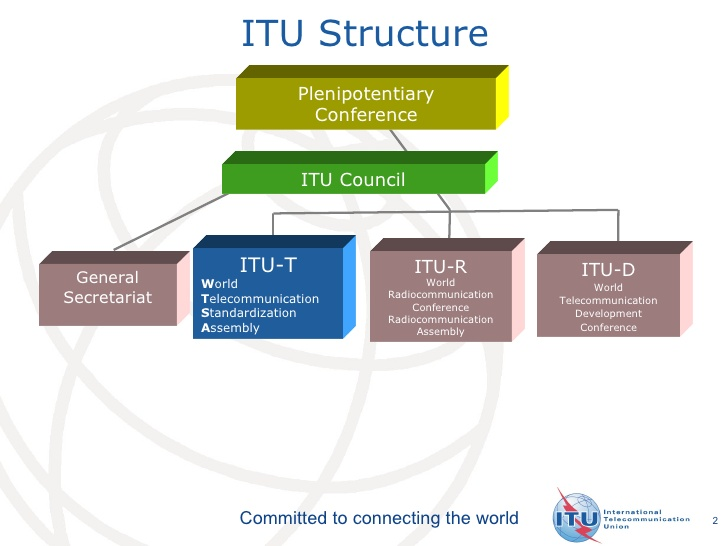 ITU Structure
Plenipotentiary
Conference
ITU Council
General
Secretariat
ITU-T
World
Telecommunication
Standardization
Assembly
ITU-R
World
Radiocommunication
Conference
Radiocommunication
Assembly
ITU-D
World
Telecommunication
Development
Conference
Committed to connecting the world
ITU
International
Telecommunication
Union
2